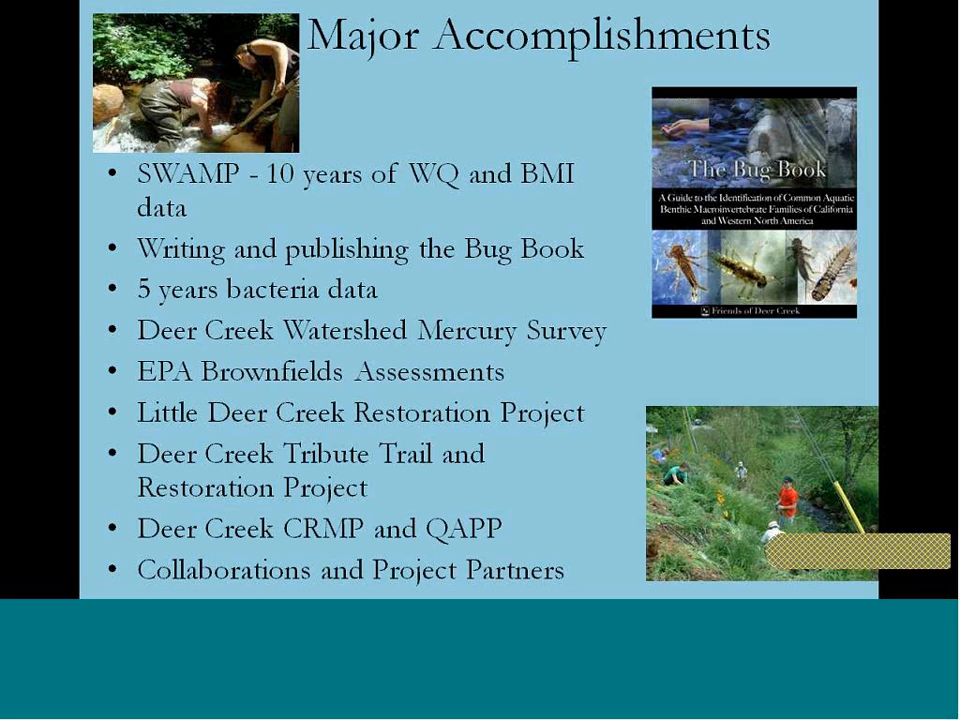 Major Accomplishments
• SWAMP - 10 years of WQ and BMI
data
• Writing and publishing the Bug Book
• 5 years bacteria data
• Deer Creek Watershed Mercury Survey
• EPA Brownfields Assessments
• Little Deer Creek Restoration Project
• Deer Creek Tribute Trail and
Restoration Project
• Deer Creek CRMP and QAPP
• Collaborations and Project Partners
The Bug Book
A Guide to the Identification of Common Aquatic
Benthic Macroinvertebrate Families of California
and Western North America
Friends of Deer Creek